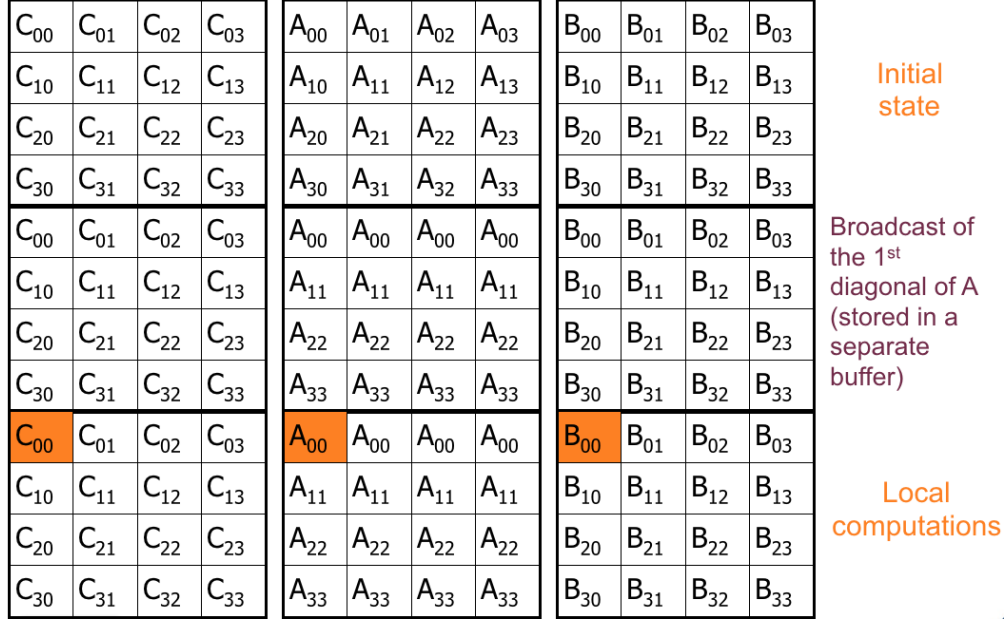 C00 C01 C02 C03 A00 A01 A02 A03 B00 B01 B02 B03
C10 C11 C12 C13 A10 A11 A12 A13 B10 B11 B12 B13
C20 C21 C22 C23 A20 A21 A22 A23 B20 B21 B22 B23
C30 C31 C32 C33 A30 A31 A32 A33 B30 B31 B32 B33
Initial
state
C00 C01 C02 C03 A00 A00 A00 A00 B00 B01 B02 B03
C10 C11 C12 C13 A11 A11 A11 A11 B10 B11 B12 B13
C20 C21 C22 C23 A22 A22 A22 A22 B20 B21 B22 B23
C30 C31 C32 C33 A33 A33 A33 A33 B30 B31 B32 B33
Broadcast of
the 1st
diagonal of A
(stored in a
separate
buffer)
C00 C01 C02 C03 A00 A00 A00 A00 B00 B01 B02 B03
C10 C11 C12 C13 A11 A11 A11 A11 B10 B11 B12 B13
C20 C21 C22 C23 A22 A22 A22 A22 B20 B21 B22 B23
C30 C31 C32 C33 A33 A33 A33 A33 B30 B31 B32 B33
Local
computations